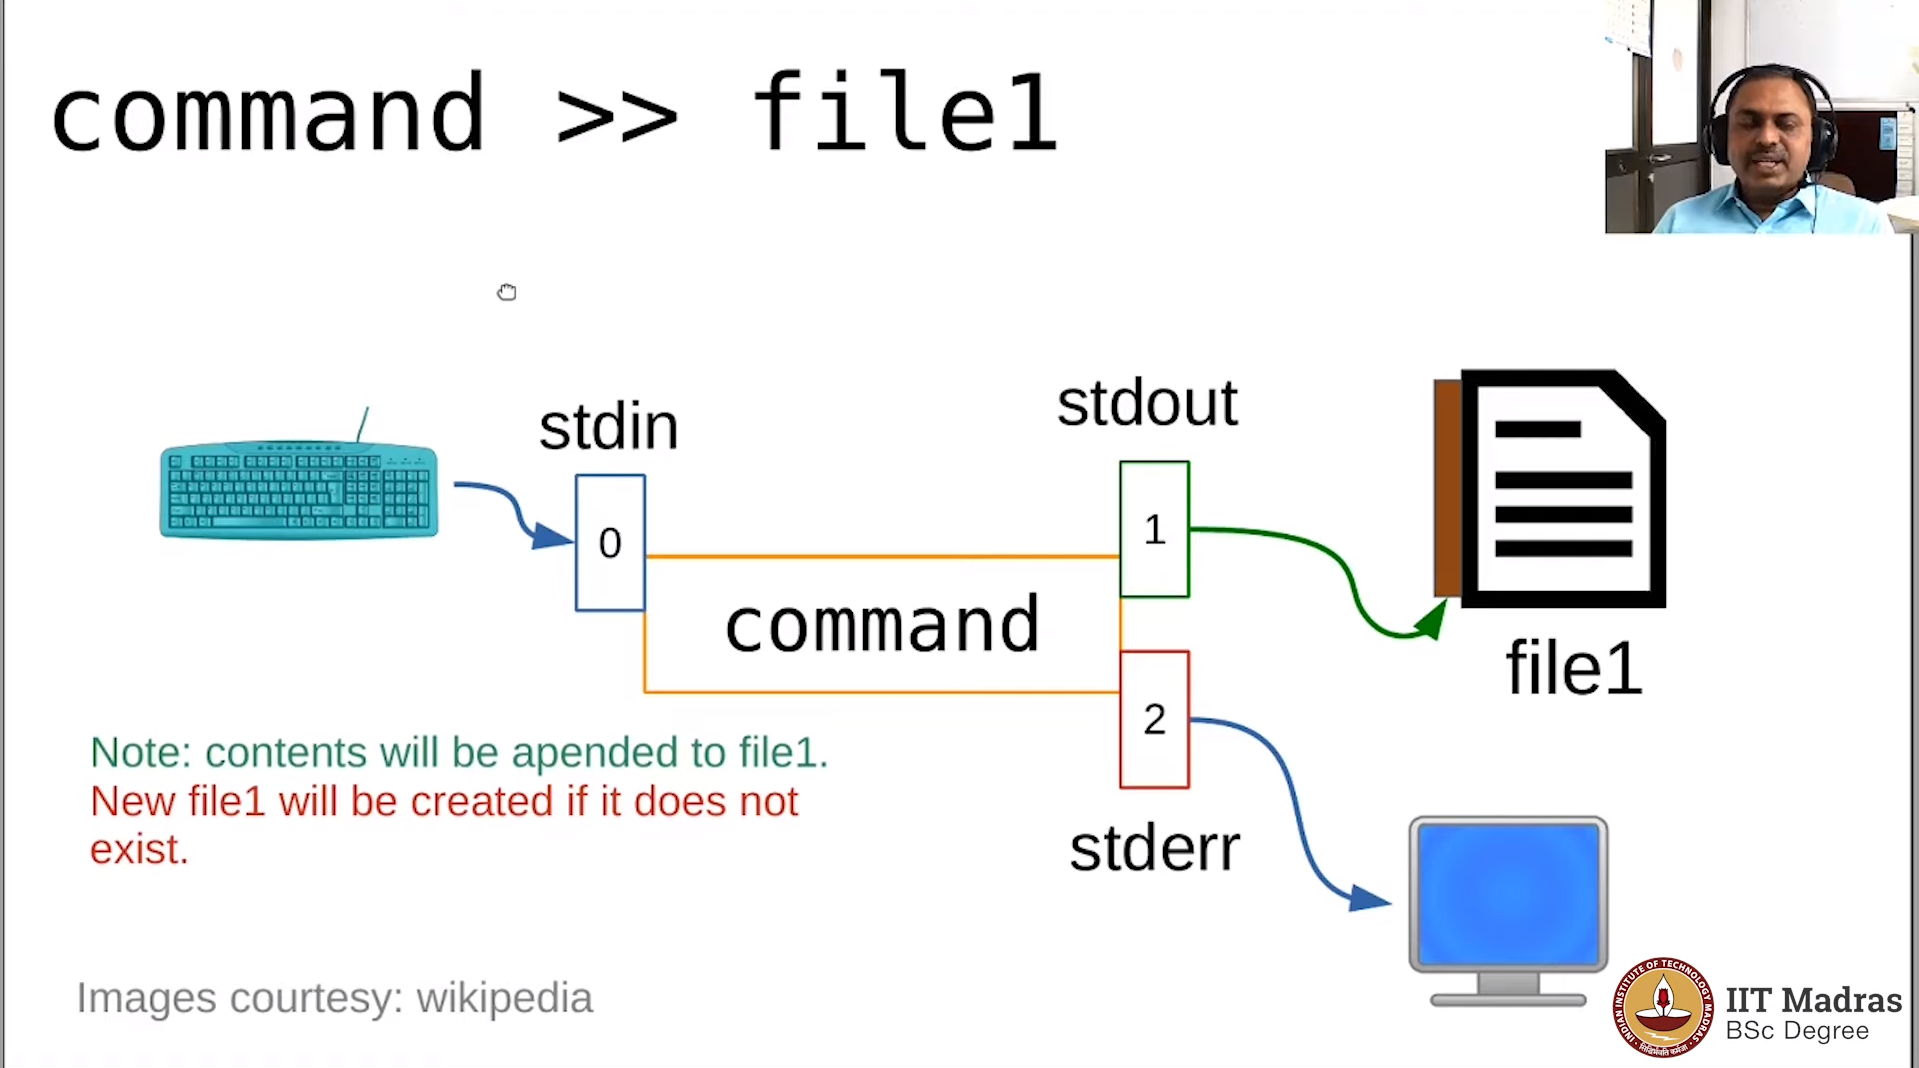 command >> file1
stdin
stdout
0
1
command
file1
2
Note: contents will be apended to file1.
New file1 will be created if it does not
exist.
stderr
Images courtesy: wikipedia
INDIAN INSTITUTE OF TECHNOLOGY MADRAS
IIT Madras
BSc Degree